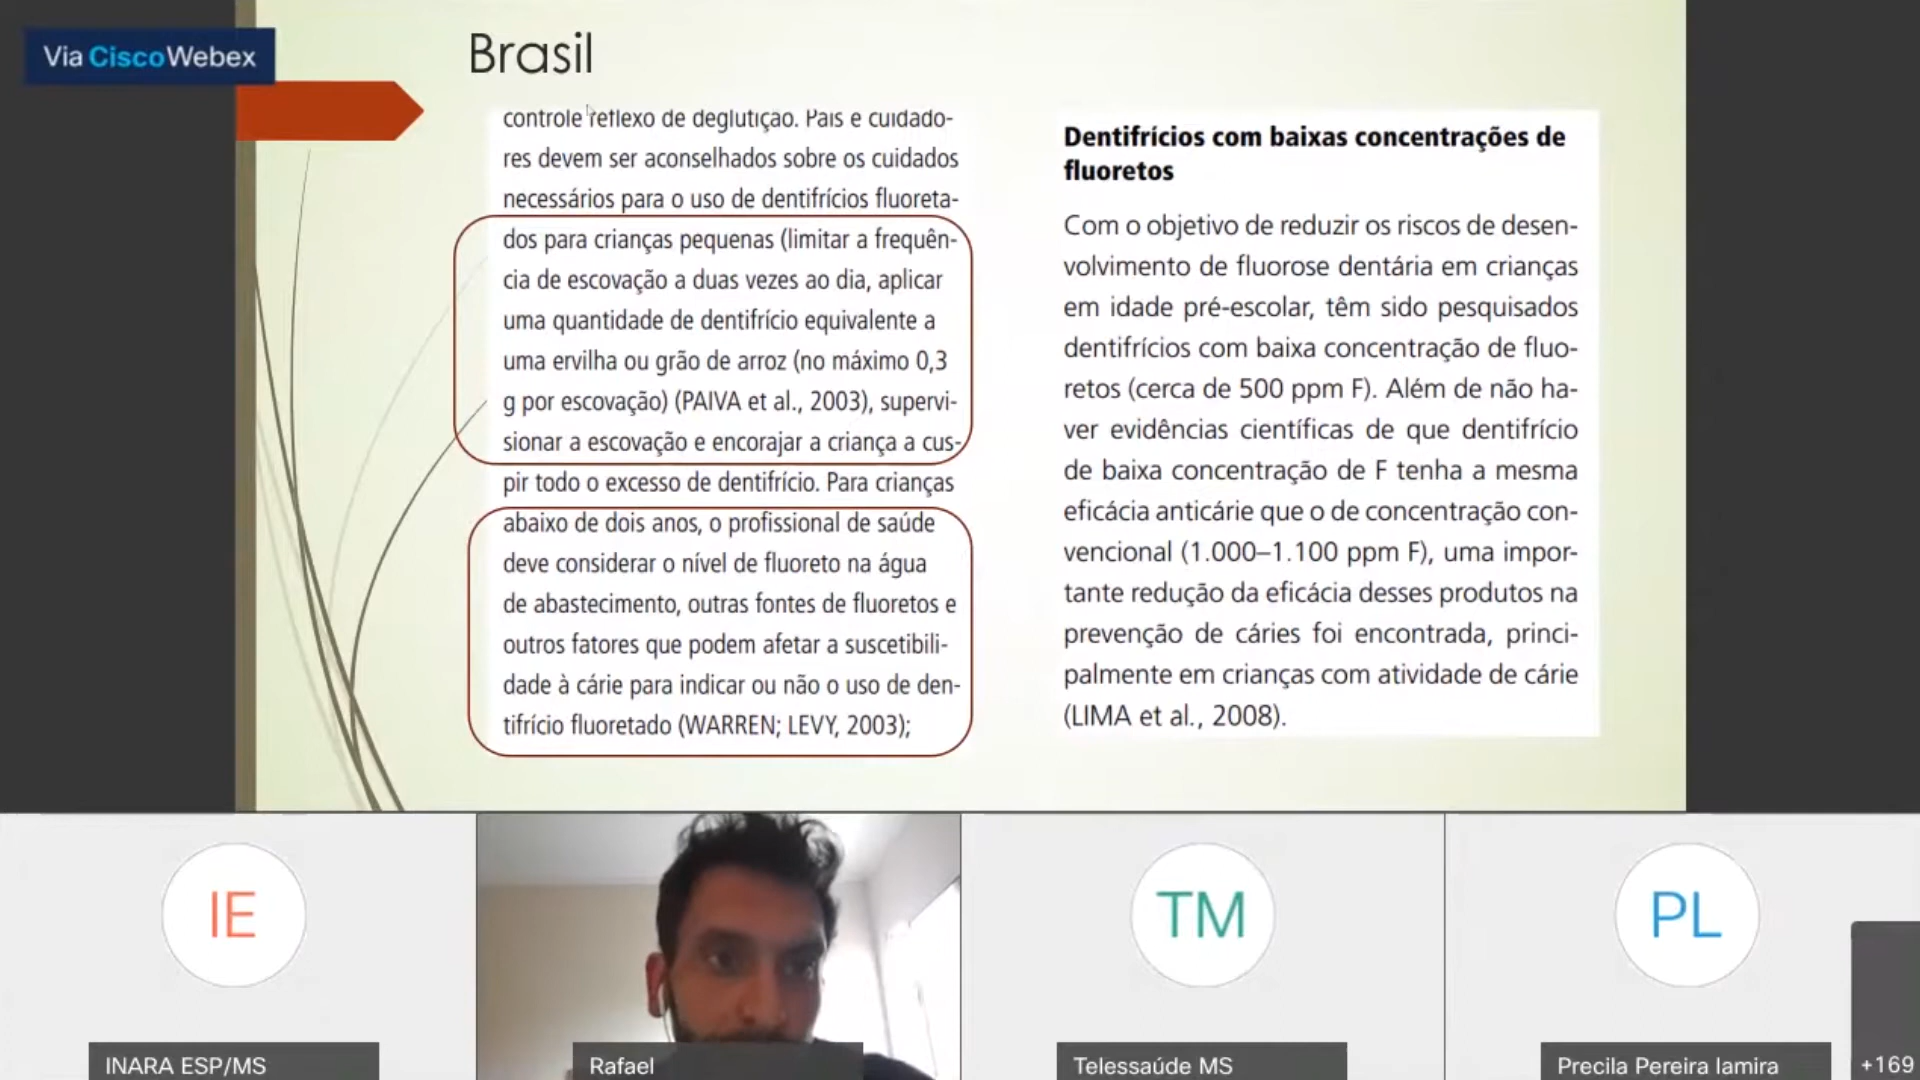 Via CiscoWebex
Brasil
controle reflexo de deglutição. Pais e cuidado-
res devem ser aconselhados sobre os cuidados
necessários para o uso de dentifrícios fluoreta-
dos para crianças pequenas (limitar a frequên-
cia de escovação a duas vezes ao dia, aplicar
uma quantidade de dentifrício equivalente a
uma ervilha ou grão de arroz (no máximo 0,3
g por escovação) (PAIVA et al., 2003), supervi-
sionar a escovação e encorajar a criança a cus-
pir todo o excesso de dentifrício. Para crianças
abaixo de dois anos, o profissional de saúde
deve considerar o nível de fluoreto na água
de abastecimento, outras fontes de fluoretos e
outros fatores que podem afetar a suscetibili-
dade à cárie para indicar ou não o uso de den-
tifrício fluoretado (WARREN; LEVY, 2003);
Dentifrícios com baixas concentrações de
fluoretos
Com o objetivo de reduzir os riscos de desen-
volvimento de fluorose dentária em crianças
em idade pré-escolar, têm sido pesquisados
dentifrícios com baixa concentração de fluo-
retos (cerca de 500 ppm F). Além de não ha-
ver evidências científicas de que dentifrício
de baixa concentração de F tenha a mesma
eficácia anticárie que o de concentração con-
vencional (1.000–1.100 ppm F), uma impor-
tante redução da eficácia desses produtos na
prevenção de cáries foi encontrada, princi-
palmente em crianças com atividade de cárie
(LIMA et al., 2008).
IE
TM
PL
INARA ESP/MS
Rafael
Telessaúde MS
Precila Pereira lamira
+169